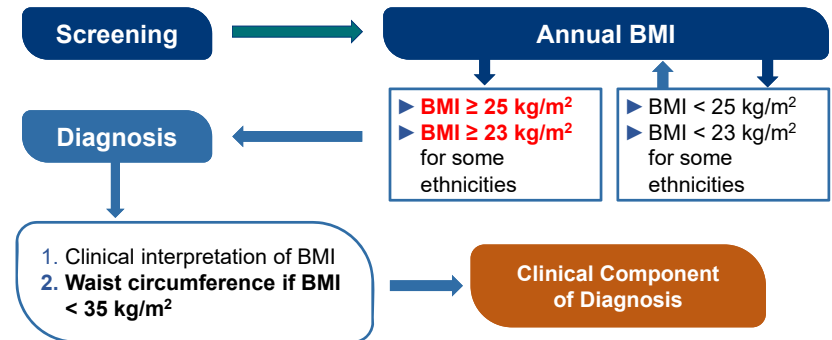 Screening
Annual BMI
► BMI ≥ 25 kg/m²
► BMI ≥ 23 kg/m²
for some
ethnicities
► BMI < 25 kg/m²
► BMI < 23 kg/m²
for some
ethnicities
Diagnosis
1. Clinical interpretation of BMI
2. Waist circumference if BMI
< 35 kg/m²
Clinical Component
of Diagnosis